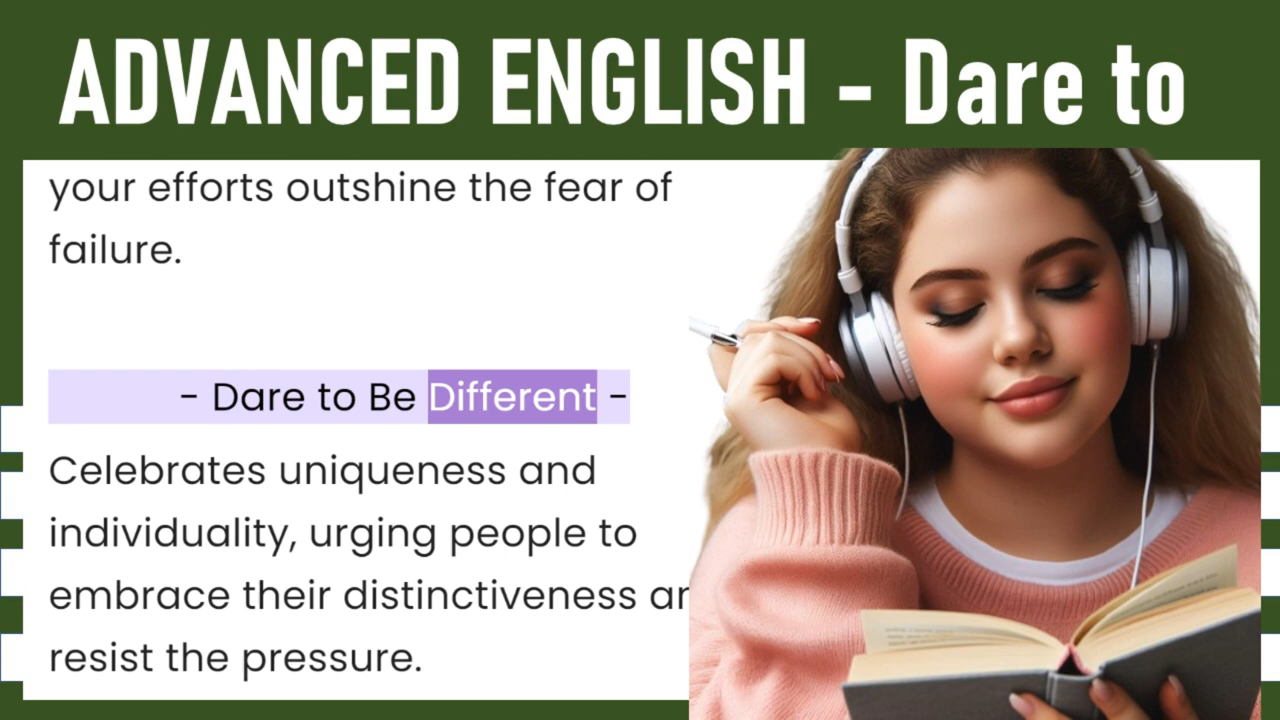 ADVANCED ENGLISH - Dare to
your efforts outshine the fear of
failure.
- Dare to Be Different -
Celebrates uniqueness and
individuality, urging people to
embrace their distinctiveness
resist the pressure.